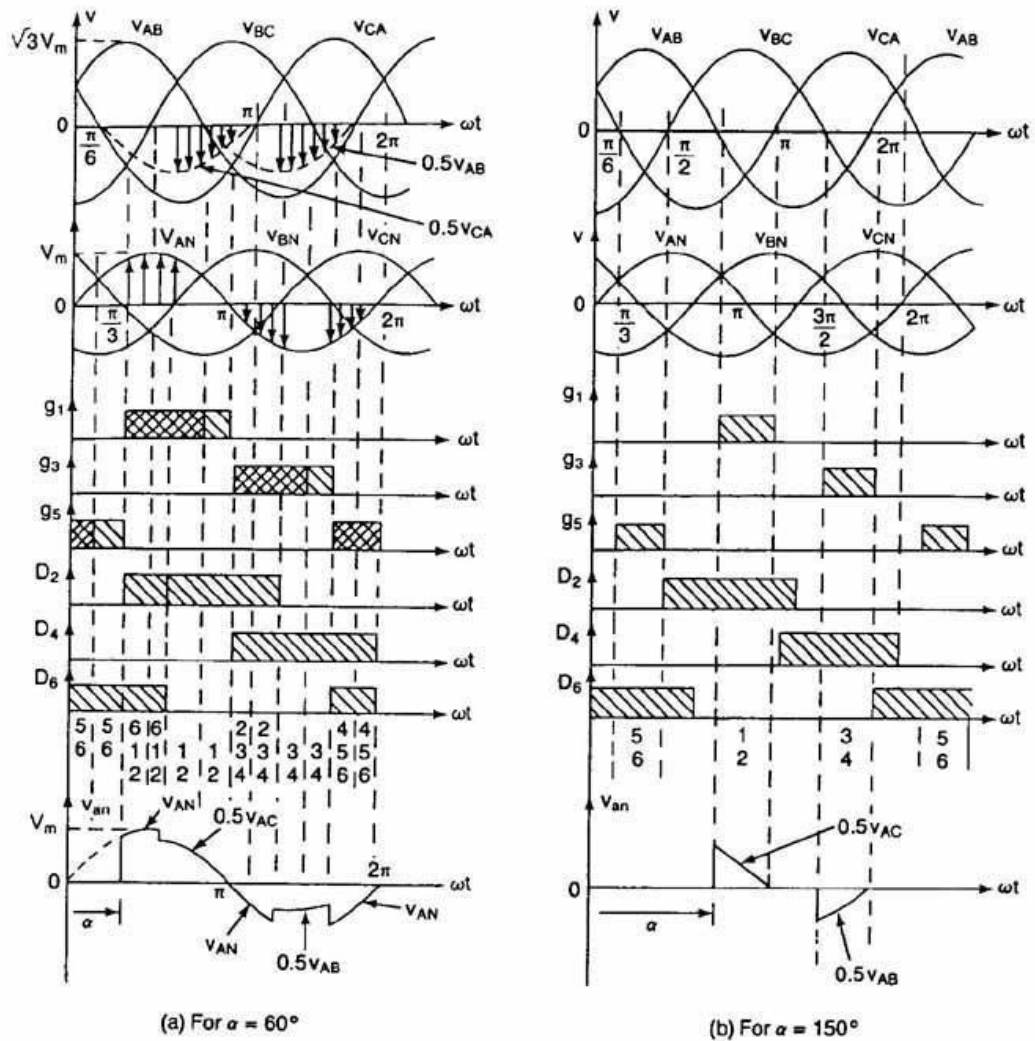 v
√3 Vm
vAB
vBC
vCA
0
π/6
π
2π
ωt
0.5vAB
0.5vCA
v
Vm
vAN
vBN
vCN
0
π/3
π
2π
ωt
g1
ωt
g3
ωt
g5
ωt
D2
ωt
D4
ωt
D6
ωt
5 5 6 6 2 2 4 4
6 6 1 1 1 1 3 3 3 3 5 5
2 2 2 2 4 4 4 4 6 6
van
Vm
vAN
0.5vAC
0
π
2π
ωt
α
vAN
0.5vAB
vAN
(a) For α = 60°
v
vAB
vBC
vCA
vAB
0
π/6
π/2
π
2π
ωt
v
vAN
vBN
vCN
0
π/3
π
3π/2
2π
ωt
g1
ωt
g3
ωt
g5
ωt
D2
ωt
D4
ωt
D6
ωt
5 1 3 5
6 2 4 6
van
0.5vAC
0
ωt
α
0.5vAB
(b) For α = 150°